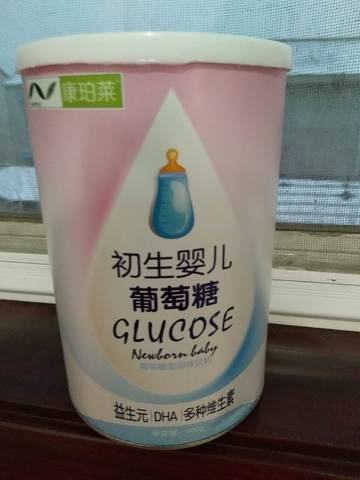 康珀莱
初生婴儿
葡萄糖
GLUCOSE
Newborn baby
益生元 DHA 多种维生素